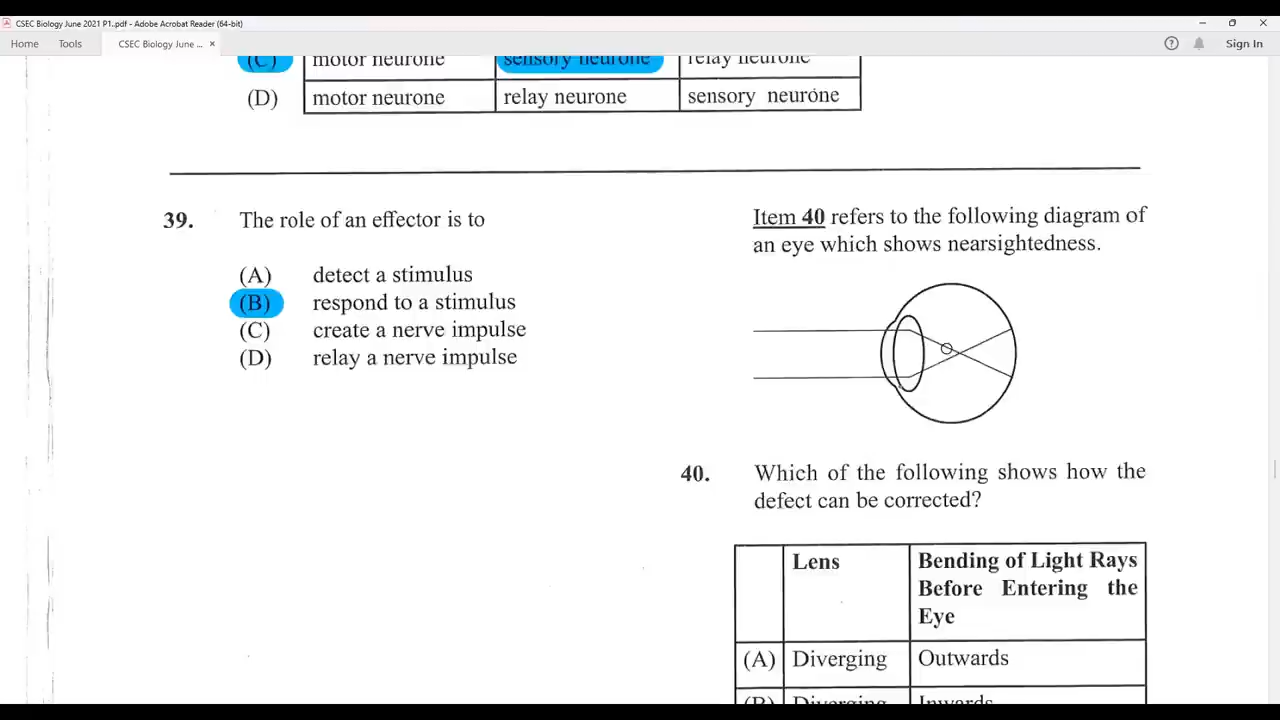 CSEC Biology June 2021 P1..pdf - Adobe Acrobat Reader (64-bit)
Home Tools CSEC Biology June ... × Sign In
(C) motor neurone sensory neurone relay neurone
(D) motor neurone relay neurone sensory neurone
39. The role of an effector is to
(A) detect a stimulus
(B) respond to a stimulus
(C) create a nerve impulse
(D) relay a nerve impulse
Item 40 refers to the following diagram of
an eye which shows nearsightedness.
40. Which of the following shows how the
defect can be corrected?
Lens Bending of Light Rays
Before Entering the
Eye
(A) Diverging Outwards
(B) Diverging Inwards